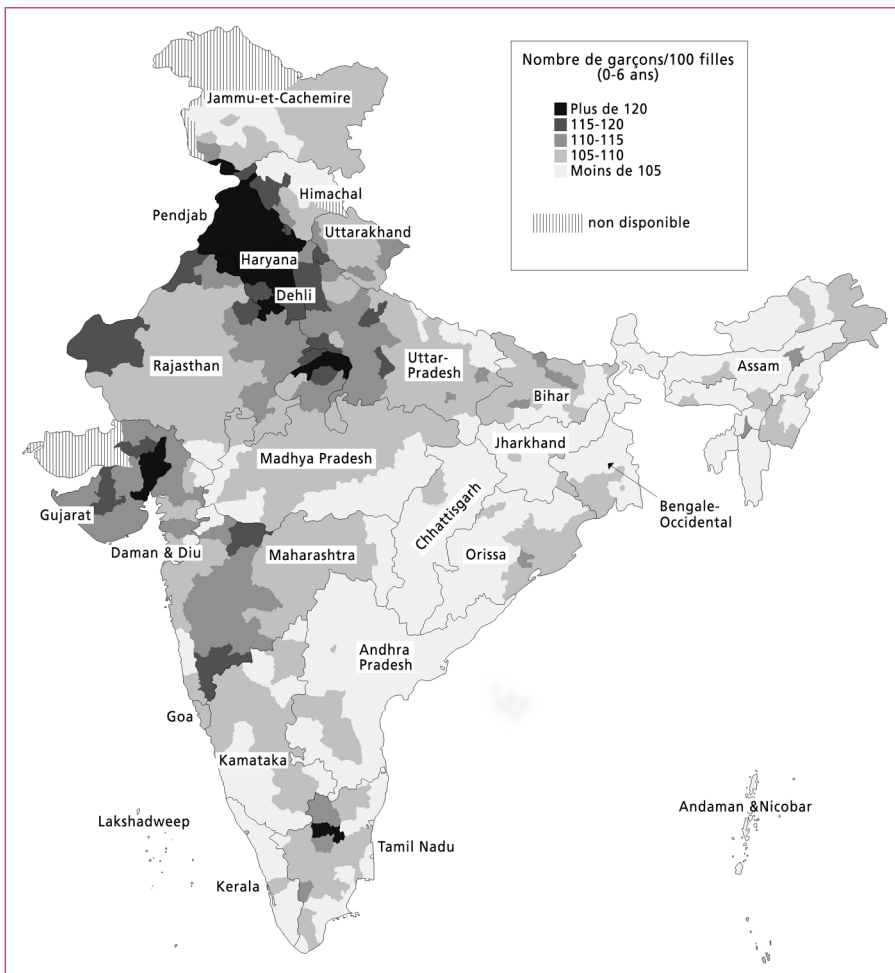 Nombre de garçons/100 filles
(0-6 ans)
Plus de 120
115-120
110-115
105-110
Moins de 105
non disponible
Jammu-et-Cachemire
Himachal
Pendjab
Uttarakhand
Haryana
Dehli
Rajasthan
Uttar-
Pradesh
Assam
Bihar
Jharkhand
Madhya Pradesh
Chhattisgarh
Bengale-
Occidental
Gujarat
Daman & Diu
Maharashtra
Orissa
Andhra
Pradesh
Goa
Kamataka
Andaman &Nicobar
Lakshadweep
Tamil Nadu
Kerala